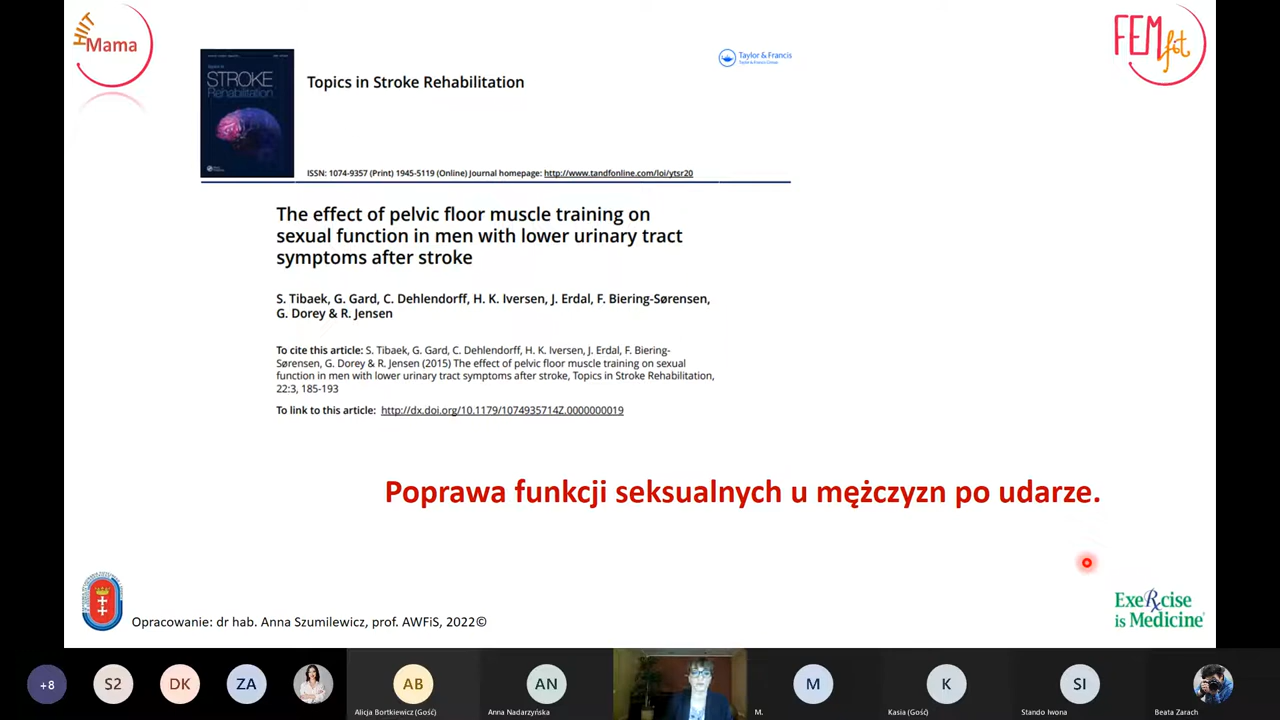 HIIT
Mama
FEMfit
STROKE
Rehabilitation
Topics in Stroke Rehabilitation
Taylor & Francis
ISSN: 1074-9357 (Print) 1945-5119 (Online) Journal homepage: http://www.tandfonline.com/loi/ytsr20
The effect of pelvic floor muscle training on
sexual function in men with lower urinary tract
symptoms after stroke
S. Tibaek, G. Gard, C. Dehlendorff, H. K. Iversen, J. Erdal, F. Biering-Sørensen,
G. Dorey & R. Jensen
To cite this article: S. Tibaek, G. Gard, C. Dehlendorff, H. K. Iversen, J. Erdal, F. Biering-
Sørensen, G. Dorey & R. Jensen (2015) The effect of pelvic floor muscle training on sexual
function in men with lower urinary tract symptoms after stroke, Topics in Stroke Rehabilitation,
22:3, 185-193
To link to this article: http://dx.doi.org/10.1179/1074935714Z.0000000019
Poprawa funkcji seksualnych u mężczyzn po udarze.
Opracowanie: dr hab. Anna Szumilewicz, prof. AWFiS, 2022©
ExeRcise
is Medicine
+8
S2
DK
ZA
AB
AN
M
K
SI
Alicja Bortkiewicz (Gość)
Anna Nadarzyńska
M.
Kasia (Gość)
Stando Iwona
Beata Zarach